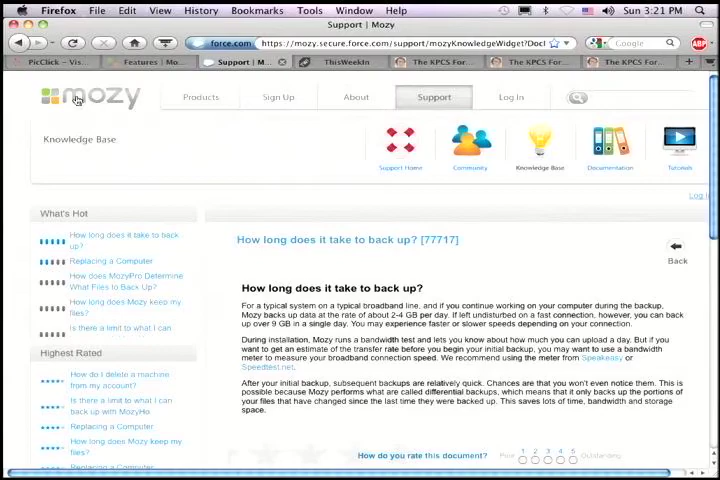 Firefox File Edit View History Bookmarks Tools Window Help Sun 3:21 PM
Support | Mozy
force.com https://mozy.secure.force.com/support/mozyKnowledgeWidget?Docl Google ABP
PicClick – Vis... Features | Mo... Support | M... ThisWeekIn The KPCS For... The KPCS For... The KPCS For...
mozy Products Sign Up About Support Log In
Knowledge Base
Support Home Community Knowledge Base Documentation Tutorials
Log In
What's Hot
How long does it take to back
up?
Replacing a Computer
How does MozyPro Determine
What Files to Back Up?
How long does Mozy keep my
files?
Is there a limit to what I can
Highest Rated
How do I delete a machine
from my account?
Is there a limit to what I can
back up with MozyHo
Replacing a Computer
How long does Mozy keep my
files?
Replacing a Computer
How long does it take to back up? [77717]
Back
How long does it take to back up?
For a typical system on a typical broadband line, and if you continue working on your computer during the backup,
Mozy backs up data at the rate of about 2-4 GB per day. If left undisturbed on a fast connection, however, you can back
up over 9 GB in a single day. You may experience faster or slower speeds depending on your connection.
During installation, Mozy runs a bandwidth test and lets you know about how much you can upload. But if you
want to get an estimate of the transfer rate before you begin your initial backup, you may want to use a bandwidth
meter to measure your broadband connection speed. We recommend using the meter from Speakeasy or
Speedtest.net.
After your initial backup, subsequent backups are relatively quick. Chances are that you won't even notice them. This is
possible because Mozy performs what are called differential backups, which means that it only backs up the portions of
your files that have changed since the last time they were backed up. This saves lots of time, bandwidth and storage
space.
How do you rate this document? Poor 1 2 3 4 5 Outstanding